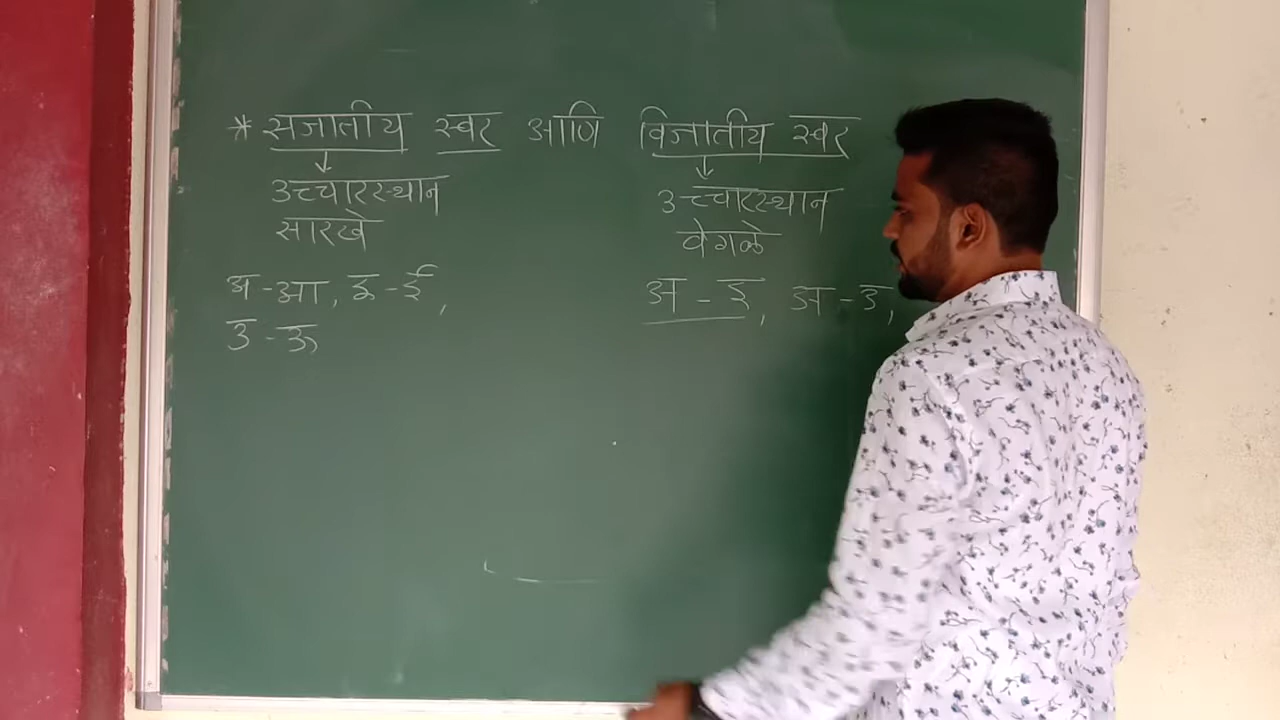 * सजातीय स्वर आणि विजातीय स्वर
↓
उच्चारस्थान
सारखे
अ-आ, इ-ई,
उ-ऊ
↓
उच्चारस्थान
वेगळे
अ-इ, अ-उ,